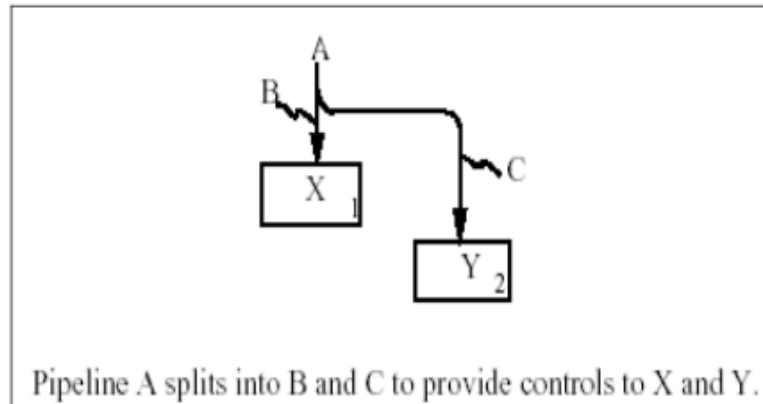 A
B
C
X
1
Y
2
Pipeline A splits into B and C to provide controls to X and Y.